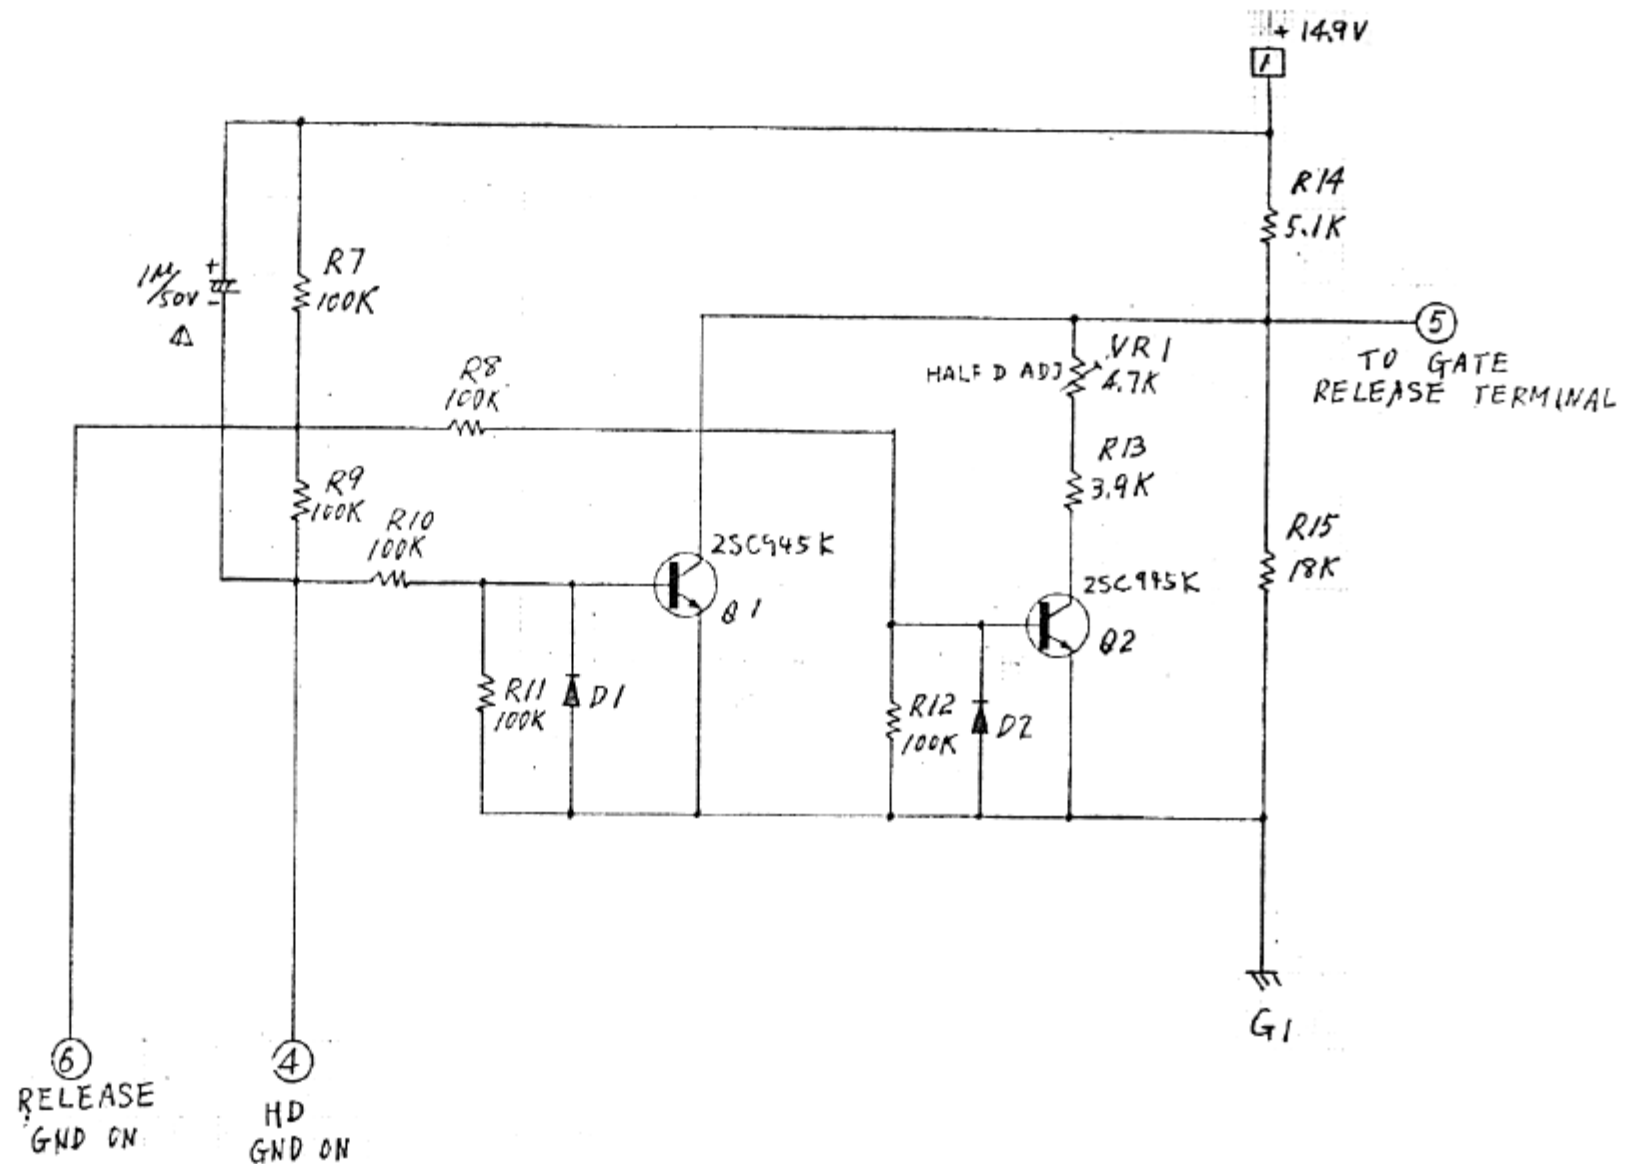 + 14.9V
1
R14
5.1K
1μ/50V
+
-
R7
100K
5
TO GATE
RELEASE TERMINAL
HALF D ADJ
VR1
4.7K
R8
100K
R13
3.9K
R9
100K
R10
100K
2SC945K
Q1
R15
18K
2SC945K
Q2
R11
100K
D1
R12
100K
D2
G1
6
RELEASE
GND ON
4
HD
GND ON